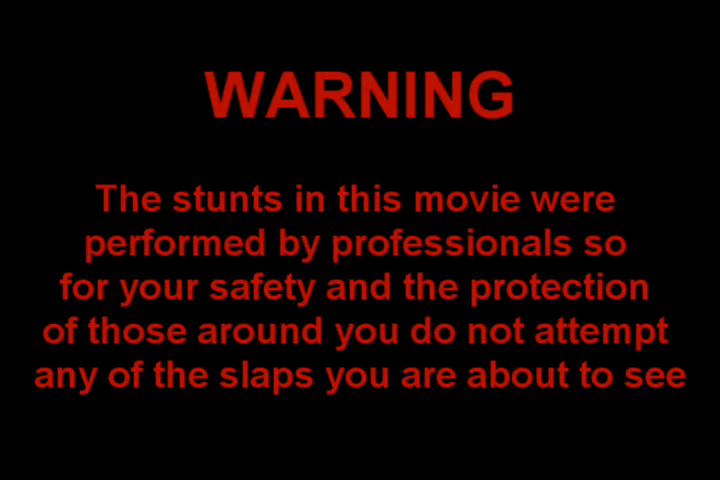 WARNING
The stunts in this movie were
performed by professionals so
for your safety and the protection
of those around you do not attempt
any of the slaps you are about to see